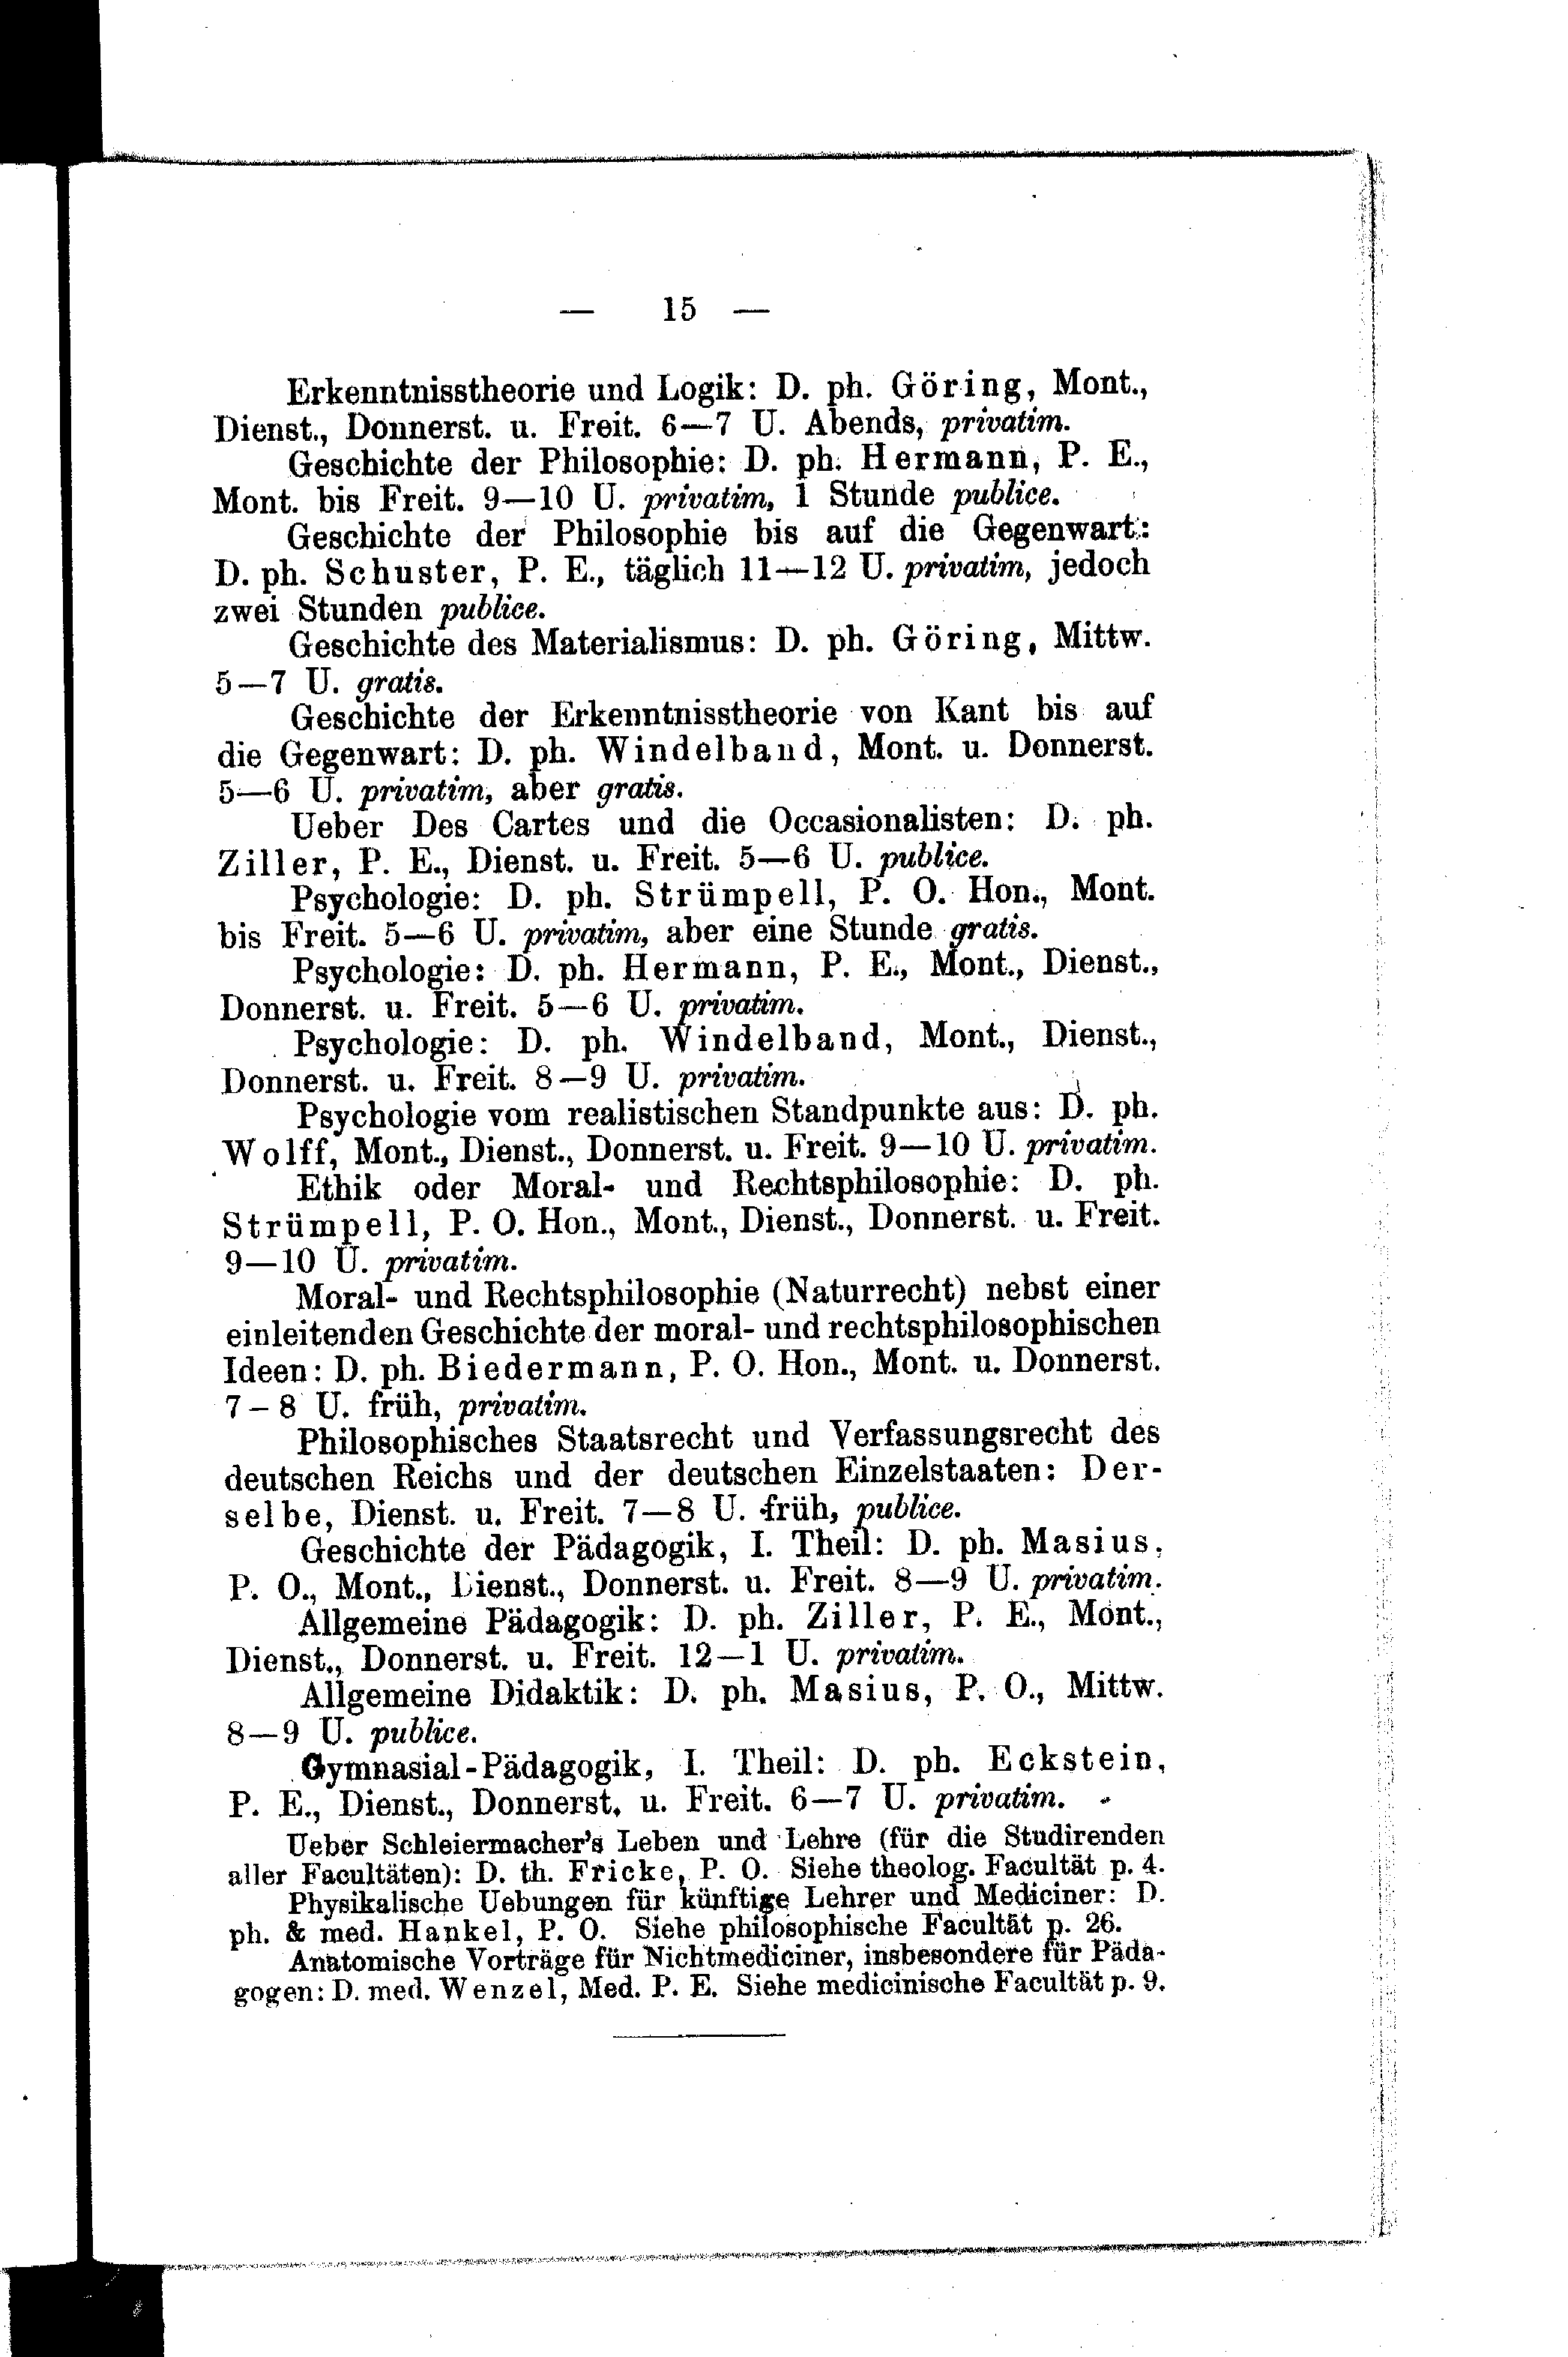 — 15 —
Erkenntnisstheorie und Logik: D. ph. Göring, Mont.,
Dienst., Donnerst. u. Freit. 6—7 U. Abends, privatim.
Geschichte der Philosophie: D. ph. Hermann, P. E.,
Mont. bis Freit. 9—10 U. privatim, 1 Stunde publice.
Geschichte der Philosophie bis auf die Gegenwart:
D. ph. Schuster, P. E., täglich 11—12 U. privatim, jedoch
zwei Stunden publice.
Geschichte des Materialismus: D. ph. Göring, Mittw.
5—7 U. gratis.
Geschichte der Erkenntnisstheorie von Kant bis auf
die Gegenwart: D. ph. Windelband, Mont. u. Donnerst.
5—6 U. privatim, aber gratis.
Ueber Des Cartes und die Occasionalisten: D. ph.
Ziller, P. E., Dienst. u. Freit. 5—6 U. publice.
Psychologie: D. ph. Strümpell, P. O. Hon., Mont.
bis Freit. 5—6 U. privatim, aber eine Stunde gratis.
Psychologie: D. ph. Hermann, P. E., Mont., Dienst.,
Donnerst. u. Freit. 5—6 U. privatim.
Psychologie: D. ph. Windelband, Mont., Dienst.,
Donnerst. u. Freit. 8—9 U. privatim.
Psychologie vom realistischen Standpunkte aus: D. ph.
Wolff, Mont., Dienst., Donnerst. u. Freit. 9—10 U. privatim.
Ethik oder Moral- und Rechtsphilosophie: D. ph.
Strümpell, P. O. Hon., Mont., Dienst., Donnerst. u. Freit.
9—10 U. privatim.
Moral- und Rechtsphilosophie (Naturrecht) nebst einer
einleitenden Geschichte der moral- und rechtsphilosophischen
Ideen: D. ph. Biedermann, P. O. Hon., Mont. u. Donnerst.
7–8 U. früh, privatim.
Philosophisches Staatsrecht und Verfassungsrecht des
deutschen Reichs und der deutschen Einzelstaaten: Der-
selbe, Dienst. u. Freit. 7—8 U. früh, publice.
Geschichte der Pädagogik, I. Theil: D. ph. Masius,
P. O., Mont., Dienst., Donnerst. u. Freit. 8—9 U. privatim.
Allgemeine Pädagogik: D. ph. Ziller, P. E., Mont.,
Dienst., Donnerst. u. Freit. 12—1 U. privatim.
Allgemeine Didaktik: D. ph. Masius, P. O., Mittw.
8—9 U. publice.
Gymnasial-Pädagogik, I. Theil: D. ph. Eckstein,
P. E., Dienst., Donnerst. u. Freit. 6—7 U. privatim.
Ueber Schleiermacher's Leben und Lehre (für die Studirenden
aller Facultäten): D. th. Fricke, P. O. Siehe theolog. Facultät p. 4.
Physikalische Uebungen für künftige Lehrer und Mediciner: D.
ph. & med. Hankel, P. O. Siehe philosophische Facultät p. 26.
Anatomische Vorträge für Nichtmediciner, insbesondere für Päda-
gogen: D. med. Wenzel, Med. P. E. Siehe medicinische Facultät p. 9.